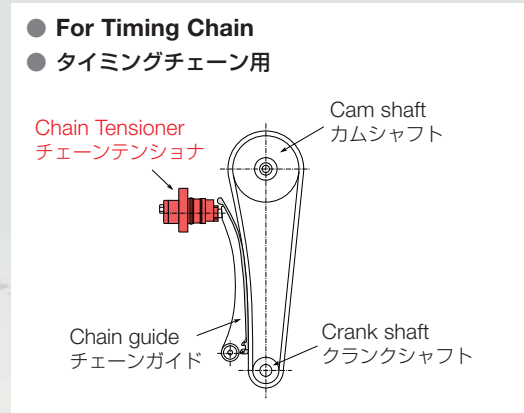 For Timing Chain
タイミングチェーン用
Cam shaft
カムシャフト
Chain Tensioner
チェーンテンショナ
Chain guide
チェーンガイド
Crank shaft
クランクシャフト